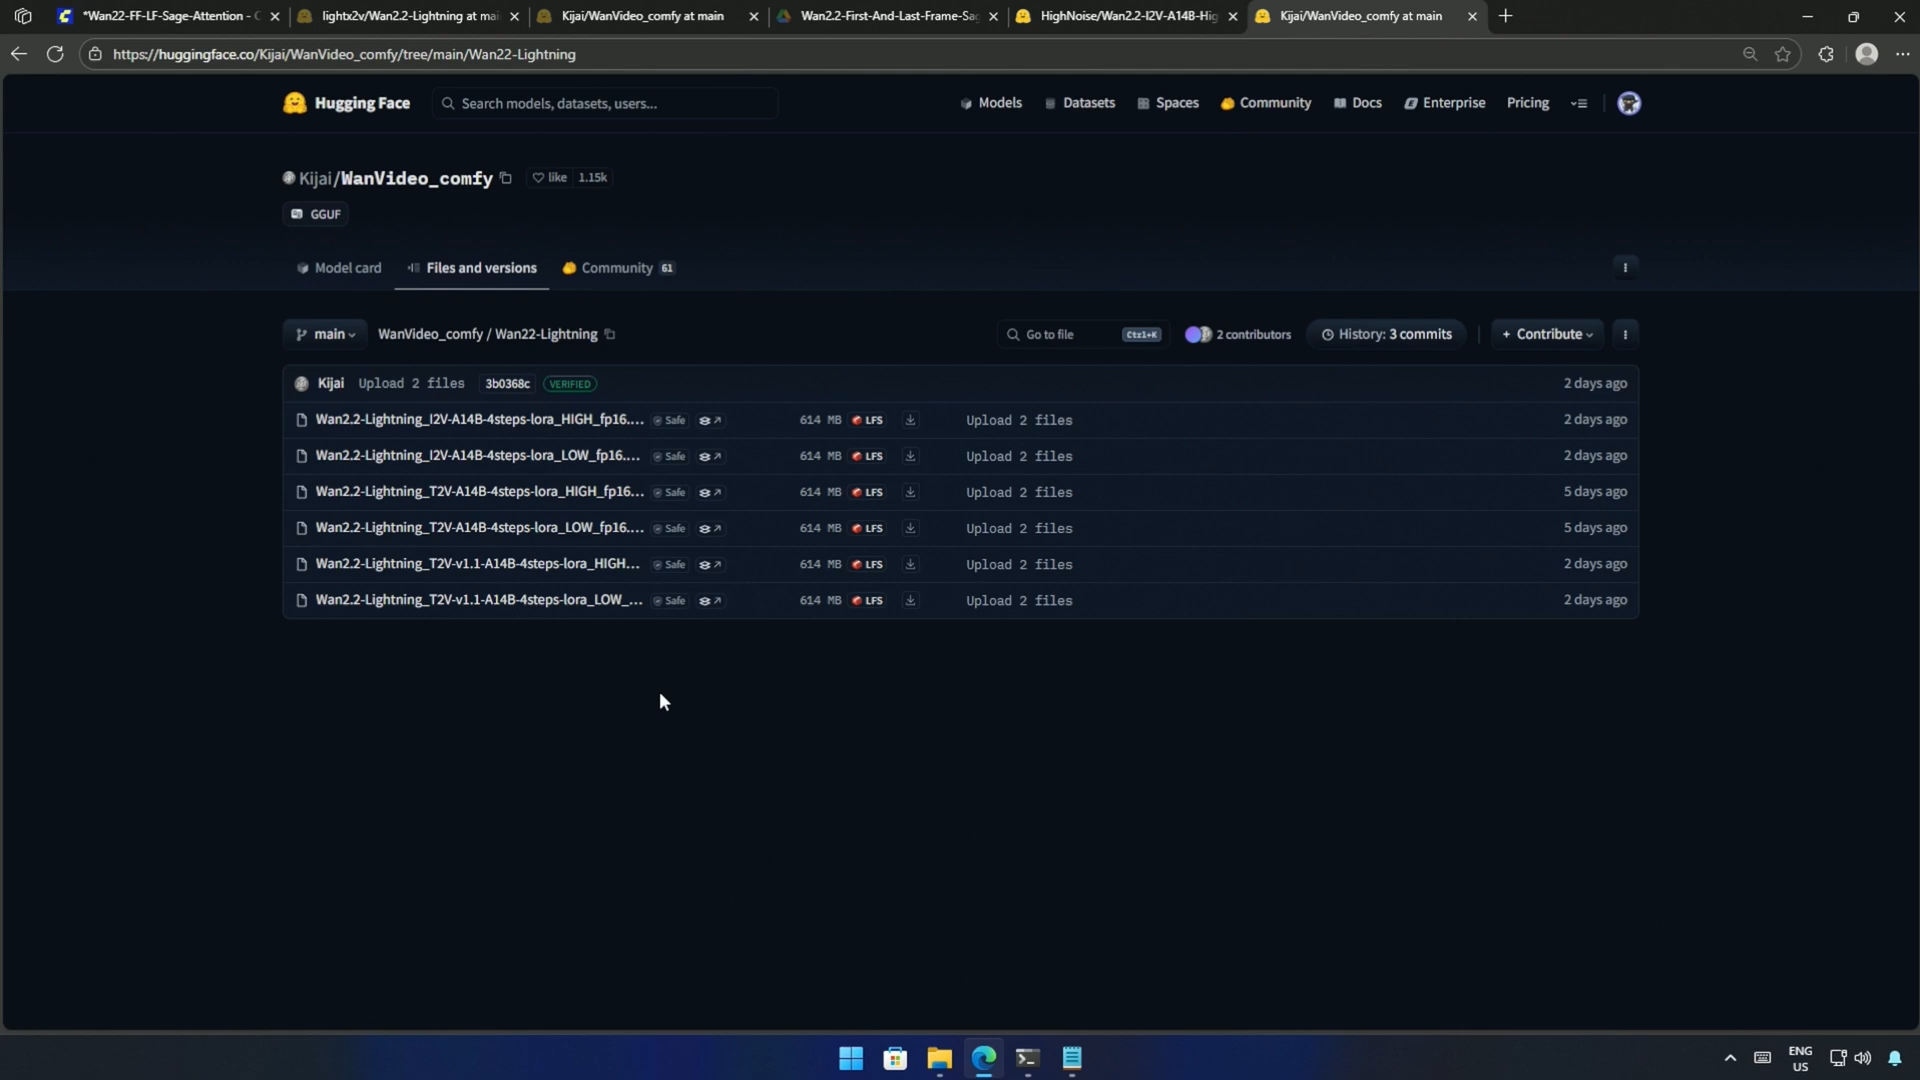 *Wan22-FF-LF-Sage-Attention - C
lightx2v/Wan2.2-Lightning at mai
Kijai/WanVideo_comfy at main
Wan2.2-First-And-Last-Frame-Sag
HighNoise/Wan2.2-I2V-A14B-Hig
Kijai/WanVideo_comfy at main
https://huggingface.co/Kijai/WanVideo_comfy/tree/main/Wan22-Lightning
Hugging Face
Search models, datasets, users...
Models
Datasets
Spaces
Community
Docs
Enterprise
Pricing
Kijai/WanVideo_comfy
like 1.15k
GGUF
Model card
Files and versions
Community 61
main
WanVideo_comfy / Wan22-Lightning
Go to file Ctrl+K
2 contributors
History: 3 commits
+ Contribute
Kijai Upload 2 files 3b0368c VERIFIED 2 days ago
Wan2.2-Lightning_I2V-A14B-4steps-lora_HIGH_fp16.... Safe 614 MB LFS Upload 2 files 2 days ago
Wan2.2-Lightning_I2V-A14B-4steps-lora_LOW_fp16.... Safe 614 MB LFS Upload 2 files 2 days ago
Wan2.2-Lightning_T2V-A14B-4steps-lora_HIGH_fp16... Safe 614 MB LFS Upload 2 files 5 days ago
Wan2.2-Lightning_T2V-A14B-4steps-lora_LOW_fp16.... Safe 614 MB LFS Upload 2 files 5 days ago
Wan2.2-Lightning_T2V-v1.1-A14B-4steps-lora_HIGH... Safe 614 MB LFS Upload 2 files 2 days ago
Wan2.2-Lightning_T2V-v1.1-A14B-4steps-lora_LOW_... Safe 614 MB LFS Upload 2 files 2 days ago
ENG
US